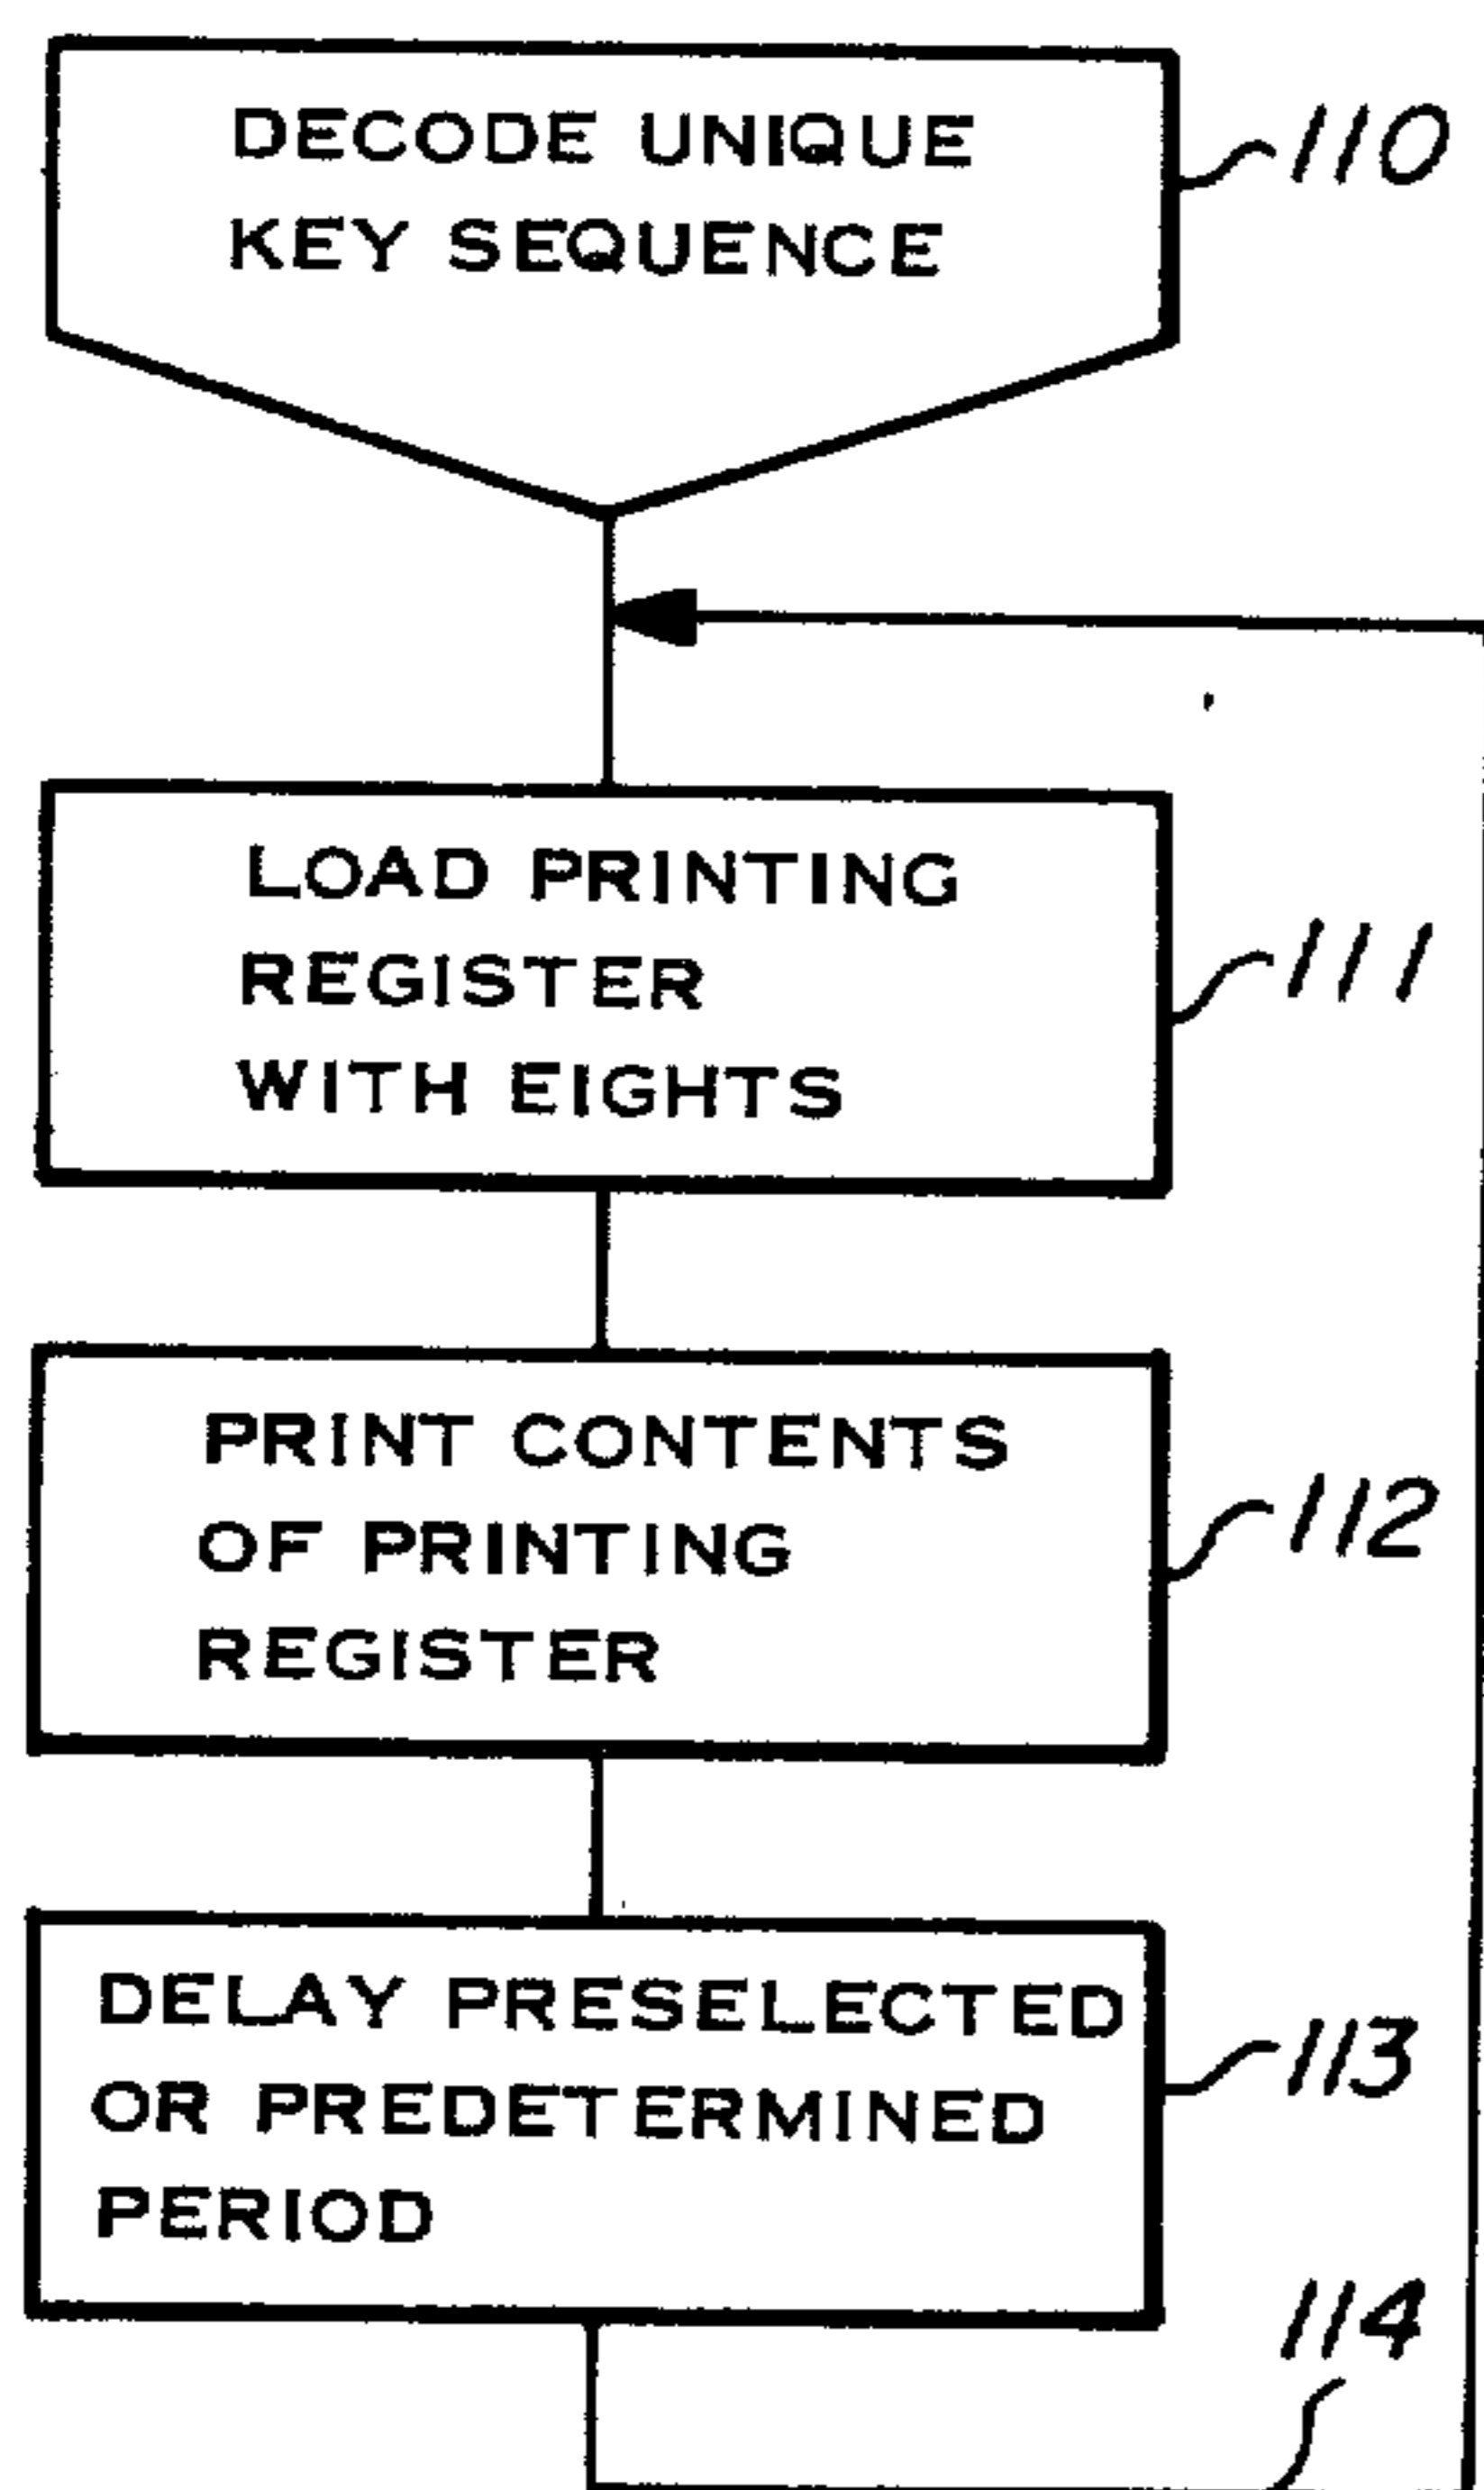 DECODE UNIQUE
KEY SEQUENCE
110
LOAD PRINTING
REGISTER
WITH EIGHTS
111
PRINT CONTENTS
OF PRINTING
REGISTER
112
DELAY PRESELECTED
OR PREDETERMINED
PERIOD
113
114